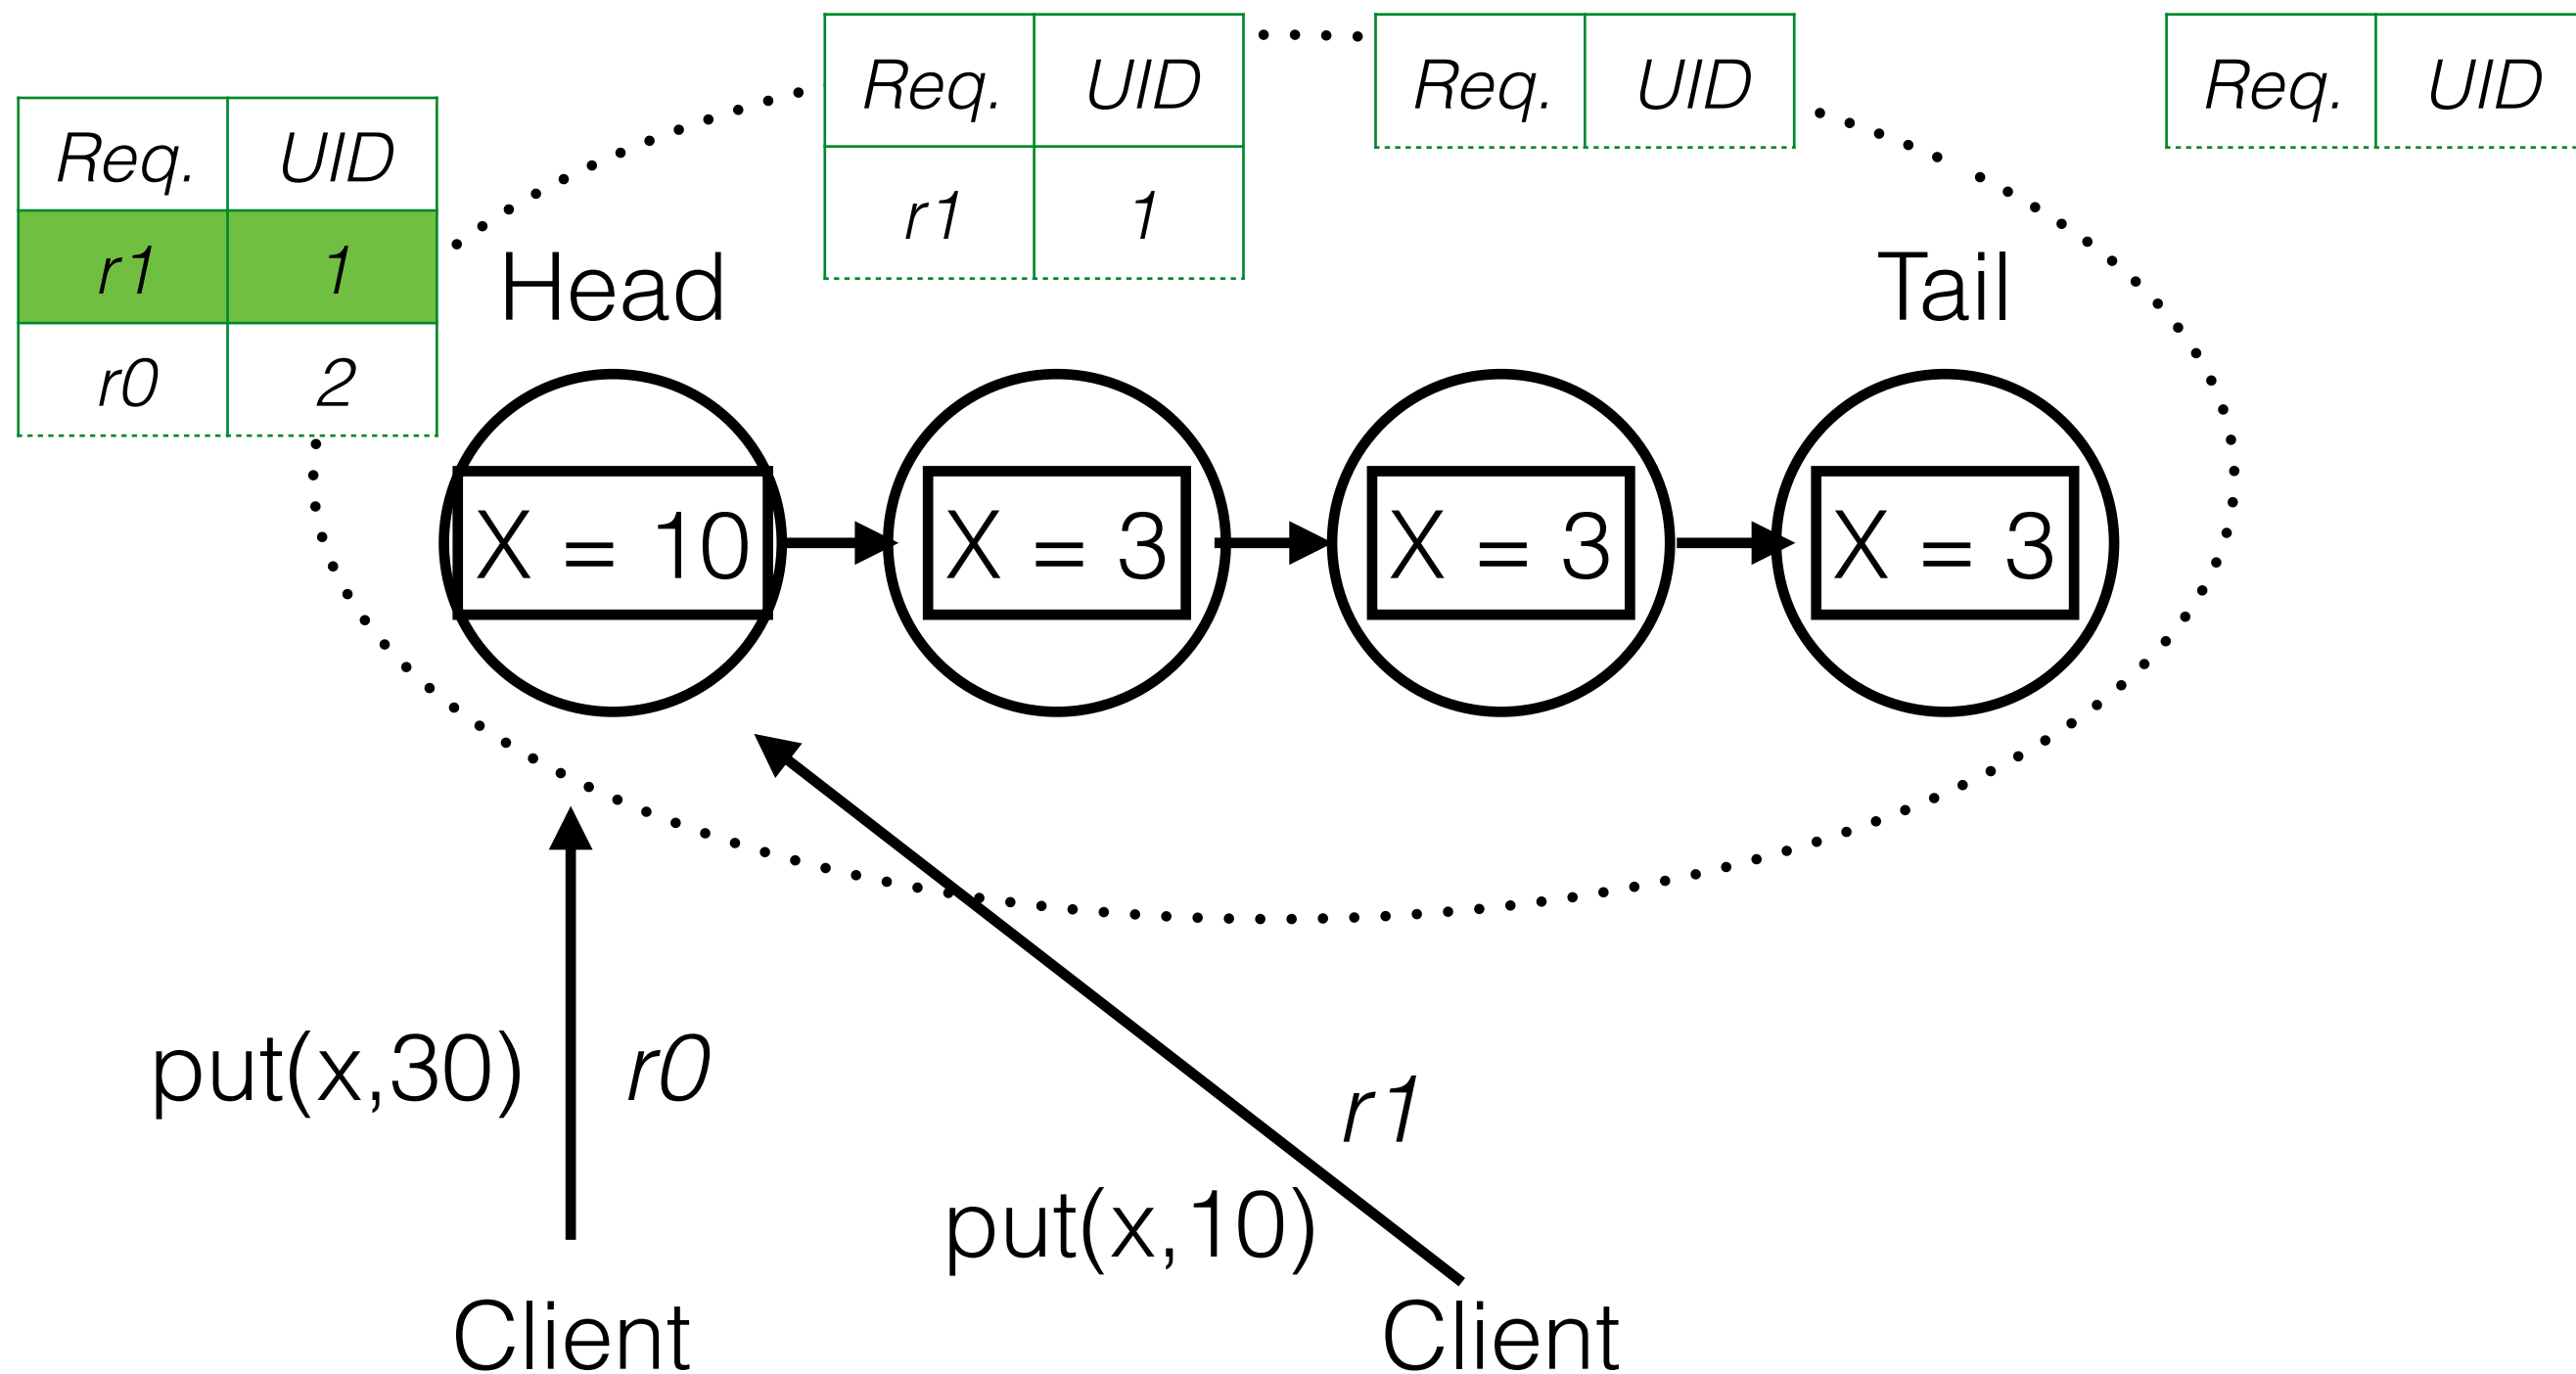 Req. UID
r1 1
r0 2
Req. UID
r1 1
Req. UID
Req. UID
Head
Tail
X = 10
X = 3
X = 3
X = 3
put(x,30)
r0
r1
put(x,10)
Client
Client